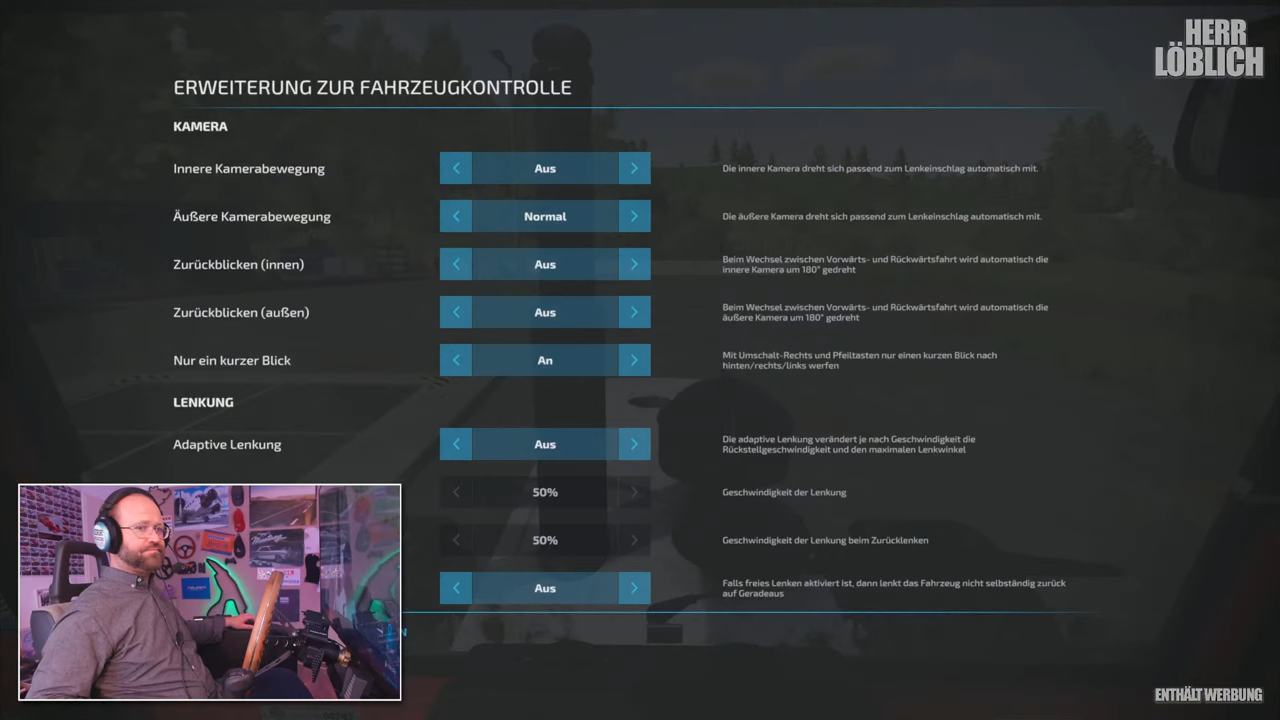 HERR
LÖBLICH
ERWEITERUNG ZUR FAHRZEUGKONTROLLE
KAMERA
Innere Kamerabewegung
Aus
Die innere Kamera dreht sich passend zum Lenkeinschlag automatisch mit.
Äußere Kamerabewegung
Normal
Die äußere Kamera dreht sich passend zum Lenkeinschlag automatisch mit.
Zurückblicken (innen)
Aus
Beim Wechsel zwischen Vorwärts- und Rückwärtsfahrt wird automatisch die
innere Kamera um 180° gedreht
Zurückblicken (außen)
Aus
Beim Wechsel zwischen Vorwärts- und Rückwärtsfahrt wird automatisch die
äußere Kamera um 180° gedreht
Nur ein kurzer Blick
An
Mit Umschalt-Rechts und Pfeiltasten nur einen kurzen Blick nach
hinten/rechts/links werfen
LENKUNG
Adaptive Lenkung
Aus
Die adaptive Lenkung verändert je nach Geschwindigkeit die
Rückstellgeschwindigkeit und den maximalen Lenkwinkel
50%
Geschwindigkeit der Lenkung
50%
Geschwindigkeit der Lenkung beim Zurücklenken
Aus
Falls freies Lenken aktiviert ist, dann lenkt das Fahrzeug nicht selbständig zurück
auf Geradeaus
ENTHÄLT WERBUNG